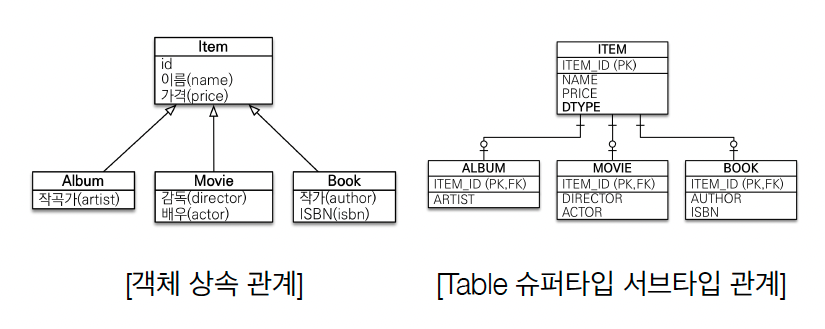 Item
id
이름(name)
가격(price)
Album
작곡가(artist)
Movie
감독(director)
배우(actor)
Book
작가(author)
ISBN(isbn)
[객체 상속 관계]
ITEM
ITEM_ID (PK)
NAME
PRICE
DTYPE
ALBUM
ITEM_ID (PK,FK)
ARTIST
MOVIE
ITEM_ID (PK,FK)
DIRECTOR
ACTOR
BOOK
ITEM_ID (PK,FK)
AUTHOR
ISBN
[Table 슈퍼타입 서브타입 관계]